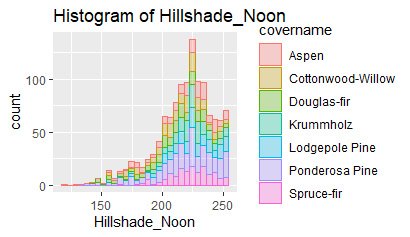 Histogram of Hillshade_Noon
count
100
50
0
150
200
250
Hillshade_Noon
covername
Aspen
Cottonwood-Willow
Douglas-fir
Krummholz
Lodgepole Pine
Ponderosa Pine
Spruce-fir